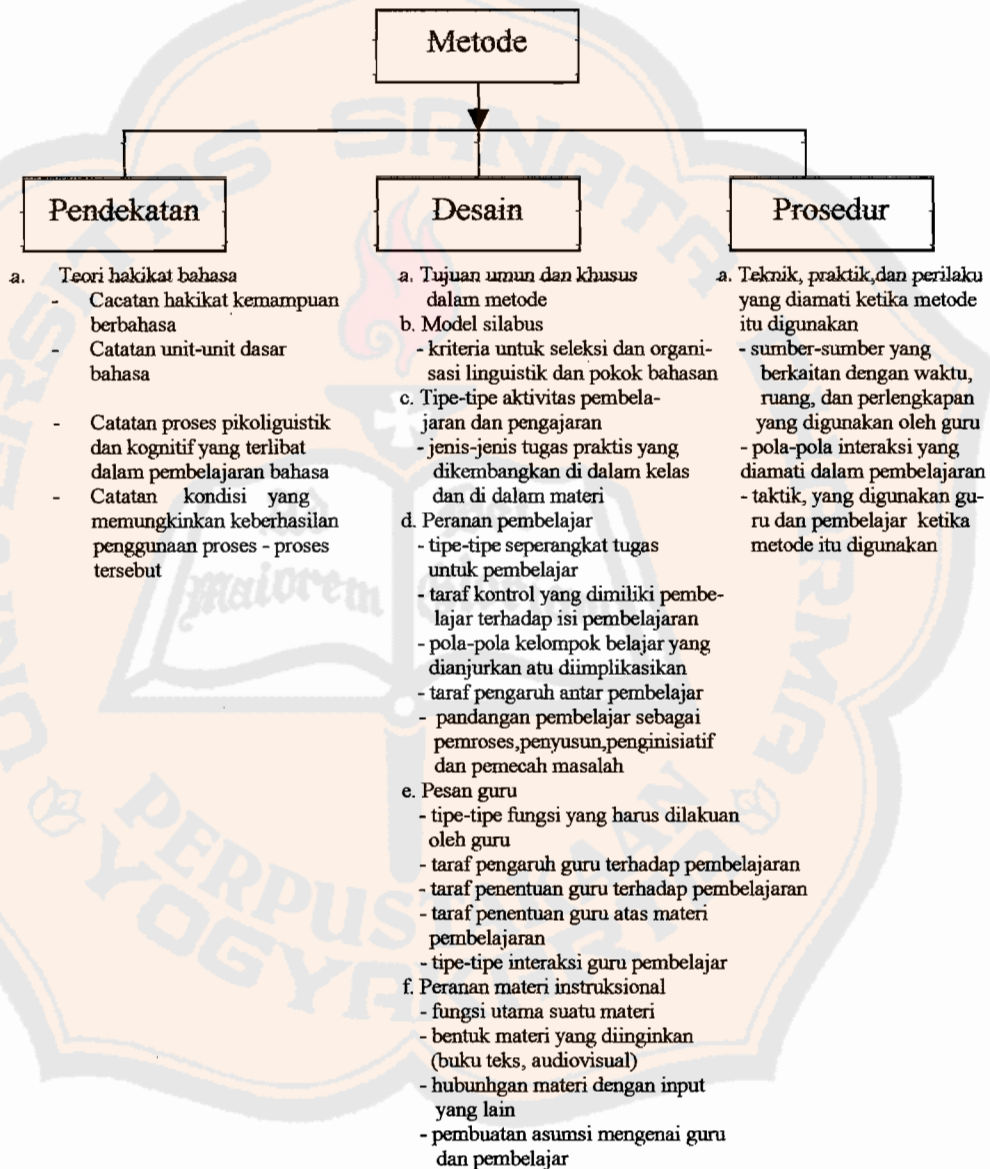 Metode
Pendekatan
a. Teori hakikat bahasa
- Cacatan hakikat kemampuan
berbahasa
- Catatan unit-unit dasar
bahasa
- Catatan proses pikoliguistik
dan kognitif yang terlibat
dalam pembelajaran bahasa
- Catatan kondisi yang
memungkinkan keberhasilan
penggunaan proses - proses
tersebut
Desain
a. Tujuan umun dan khusus
dalam metode
b. Model silabus
- kriteria untuk seleksi dan organi-
sasi linguistik dan pokok bahasan
c. Tipe-tipe aktivitas pembela-
jaran dan pengajaran
- jenis-jenis tugas praktis yang
dikembangkan di dalam kelas
dan di dalam materi
d. Peranan pembelajar
- tipe-tipe seperangkat tugas
untuk pembelajar
- taraf kontrol yang dimiliki pembe-
lajar terhadap isi pembelajaran
- pola-pola kelompok belajar yang
dianjurkan atu diimplikasikan
- taraf pengaruh antar pembelajar
- pandangan pembelajar sebagai
pemroses,penyusun,penginisiatif
dan pemecah masalah
e. Pesan guru
- tipe-tipe fungsi yang harus dilakuan
oleh guru
- taraf pengaruh guru terhadap pembelajaran
- taraf penentuan guru terhadap pembelajaran
- taraf penentuan guru atas materi
pembelajaran
- tipe-tipe interaksi guru pembelajar
f. Peranan materi instruksional
- fungsi utama suatu materi
- bentuk materi yang diinginkan
(buku teks, audiovisual)
- hubunhgan materi dengan input
yang lain
- pembuatan asumsi mengenai guru
dan pembelajar
Prosedur
a. Teknik, praktik,dan perilaku
yang diamati ketika metode
itu digunakan
- sumber-sumber yang
berkaitan dengan waktu,
ruang, dan perlengkapan
yang digunakan oleh guru
- pola-pola interaksi yang
diamati dalam pembelajaran
- taktik, yang digunakan gu-
ru dan pembelajar ketika
metode itu digunakan
SANATA
PERPUSTAKAAN
YOGYAKARTA
Maiorem